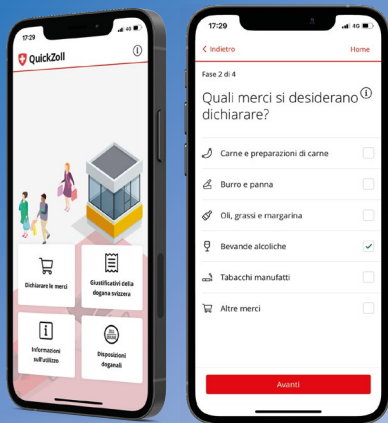 17:29
4G
QuickZoll
Dichiarare le merci
Giustificativi della
dogana svizzera
Informazioni
sull'utilizzo
Disposizioni
doganali
17:29
4G
Indietro
Home
Fase 2 di 4
Quali merci si desiderano
dichiarare?
Carne e preparazioni di carne
Burro e panna
Oli, grassi e margarina
Bevande alcoliche
Tabacchi manufatti
Altre merci
Avanti